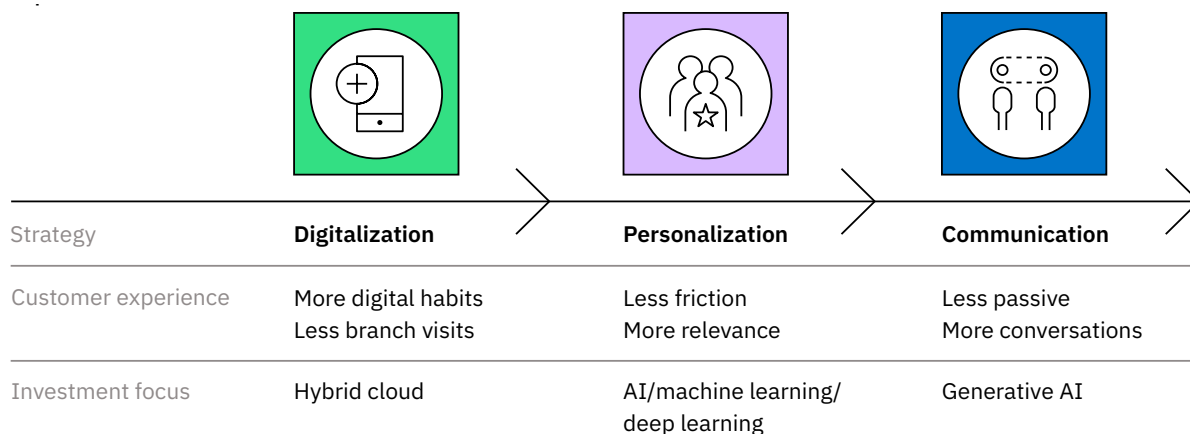 Strategy Digitalization Personalization Communication
Customer experience More digital habits Less friction Less passive
Less branch visits More relevance More conversations
Investment focus Hybrid cloud AI/machine learning/ Generative AI
deep learning